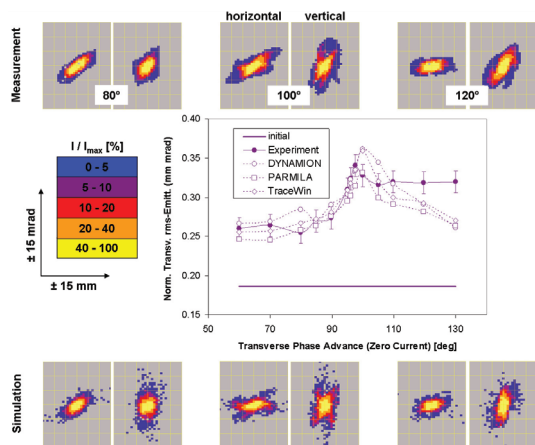 horizontal vertical
Measurement
80° 100° 120°
I / Imax [%]
0 - 5
5 - 10
10 - 20
20 - 40
40 - 100
± 15 mrad
± 15 mm
initial
Experiment
DYNAMION
PARMILA
TraceWin
Norm. Transv. rms-Emitt. (mm mrad)
0.40
0.35
0.30
0.25
0.20
0.15
50 60 70 80 90 100 110 120 130 140
Transverse Phase Advance (Zero Current) [deg]
Simulation